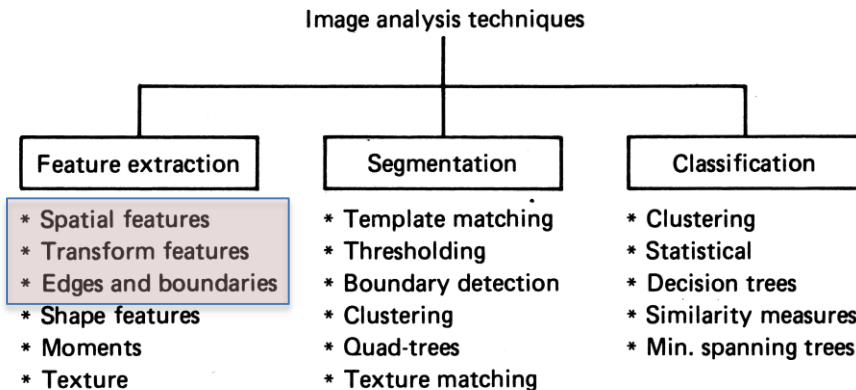 Image analysis techniques
Feature extraction
* Spatial features
* Transform features
* Edges and boundaries
* Shape features
* Moments
* Texture
Segmentation
* Template matching
* Thresholding
* Boundary detection
* Clustering
* Quad-trees
* Texture matching
Classification
* Clustering
* Statistical
* Decision trees
* Similarity measures
* Min. spanning trees